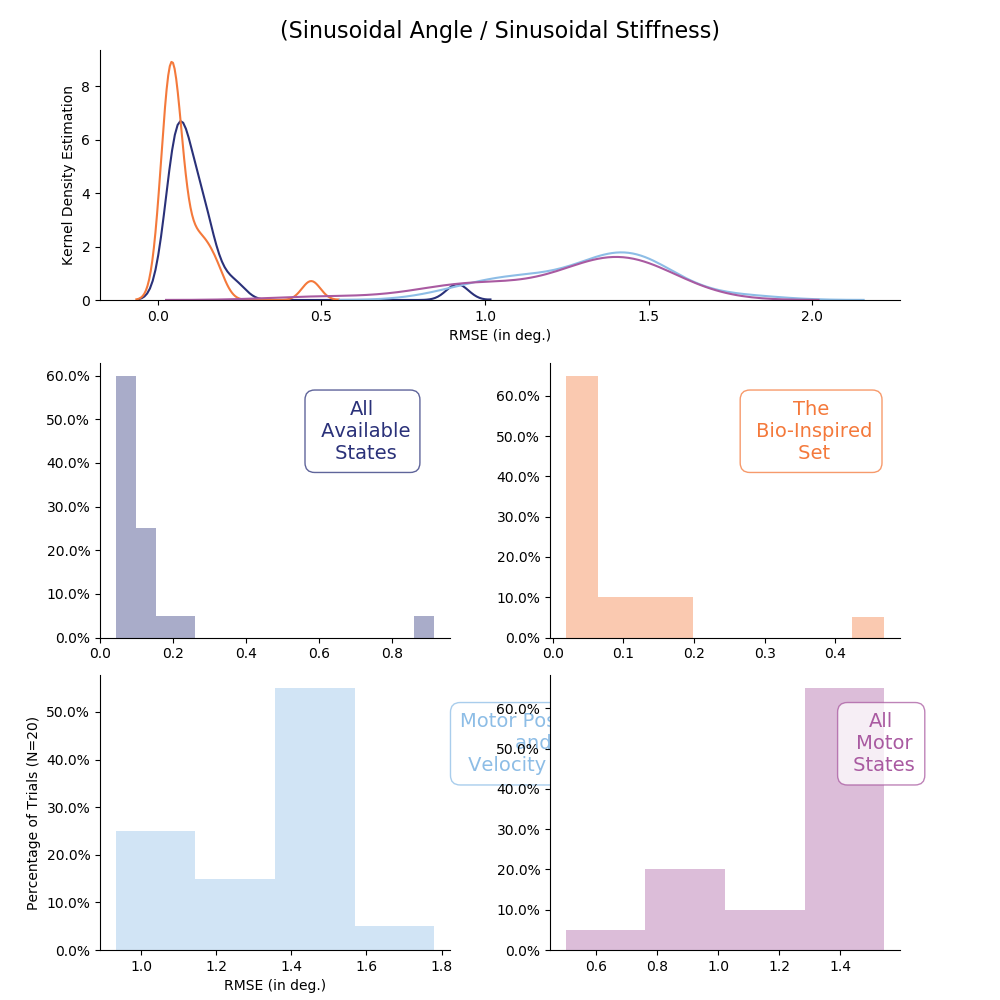 (Sinusoidal Angle / Sinusoidal Stiffness)
Kernel Density Estimation
8
6
4
2
0
0.0 0.5 1.0 1.5 2.0
RMSE (in deg.)
60.0%
50.0%
40.0%
30.0%
20.0%
10.0%
0.0%
0.0 0.2 0.4 0.6 0.8
All
Available
States
60.0%
50.0%
40.0%
30.0%
20.0%
10.0%
0.0%
0.0 0.1 0.2 0.3 0.4
The
Bio-Inspired
Set
Percentage of Trials (N=20)
50.0%
40.0%
30.0%
20.0%
10.0%
0.0%
1.0 1.2 1.4 1.6 1.8
RMSE (in deg.)
Motor Pos
and
Velocity
60.0%
50.0%
40.0%
30.0%
20.0%
10.0%
0.0%
0.6 0.8 1.0 1.2 1.4
All
Motor
States